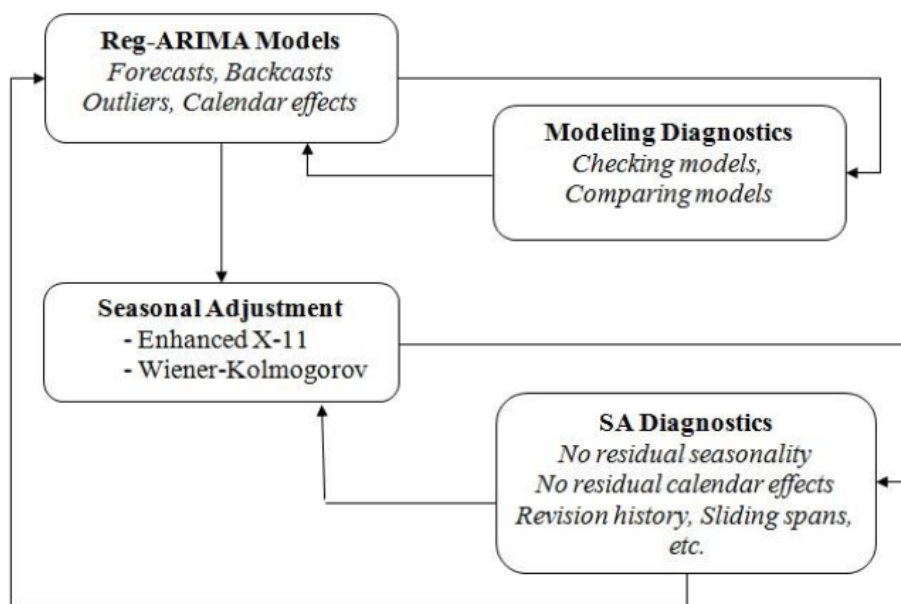 Reg-ARIMA Models
Forecasts, Backcasts
Outliers, Calendar effects
Modeling Diagnostics
Checking models,
Comparing models
Seasonal Adjustment
- Enhanced X-11
- Wiener-Kolmogorov
SA Diagnostics
No residual seasonality
No residual calendar effects
Revision history, Sliding spans,
etc.